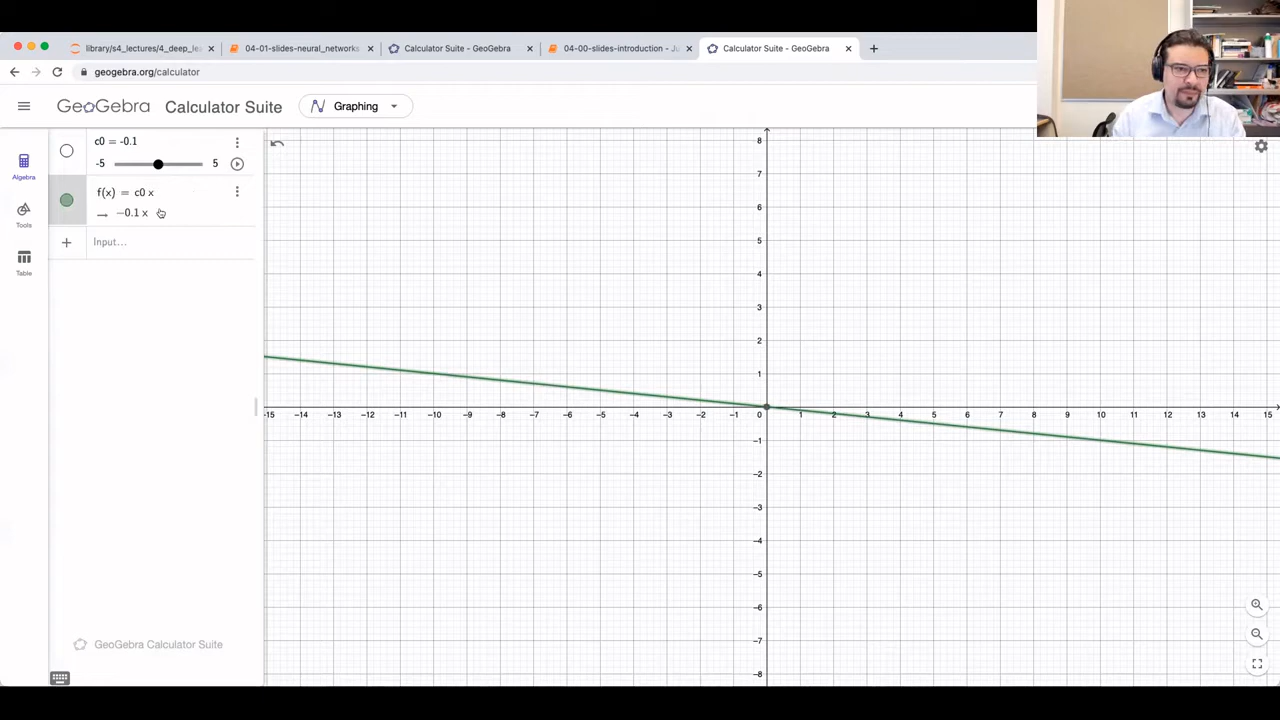 library/s4_lectures/4_deep_le
04-01-slides-neural_networks
Calculator Suite - GeoGebra
04-00-slides-introduction - Ju
Calculator Suite - GeoGebra
geogebra.org/calculator
GeoGebra Calculator Suite Graphing
Algebra
Tools
Table
c0 = -0.1
-5 5
f(x) = c0 x
→ −0.1 x
+ Input...
GeoGebra Calculator Suite
8
7
6
5
4
3
2
1
-15 −14 −13 −12 −11 −10 −9 −8 −7 −6 −5 −4 −3 −2 −1 0 1 2 3 4 5 6 7 8 9 10 11 12 13 14 15
−1
−2
−3
−4
−5
−6
−7
−8